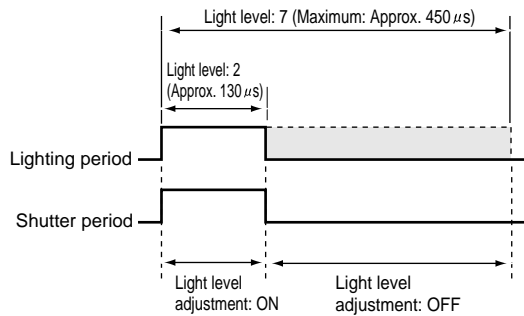 Light level: 7 (Maximum: Approx. 450 μs)
Light level: 2
(Approx. 130 μs)
Lighting period
Shutter period
Light level
adjustment: ON
Light level
adjustment: OFF